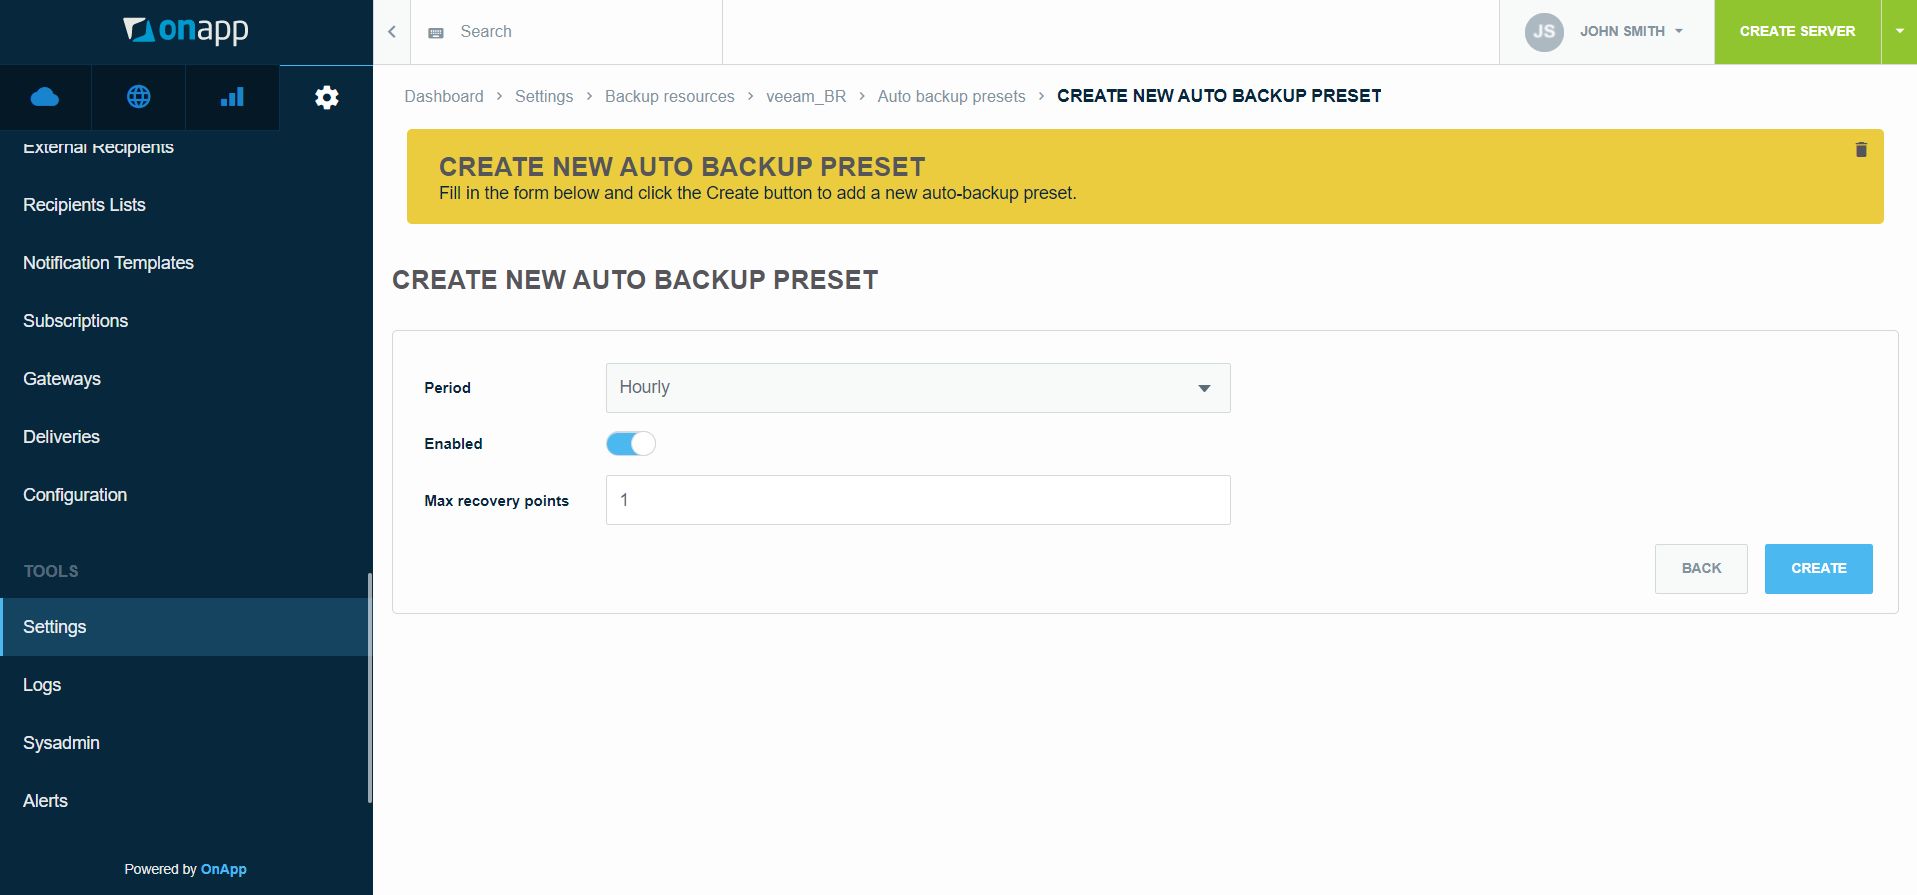 onapp
Search
JS
JOHN SMITH
CREATE SERVER
Dashboard > Settings > Backup resources > veeam_BR > Auto backup presets > CREATE NEW AUTO BACKUP PRESET
CREATE NEW AUTO BACKUP PRESET
Fill in the form below and click the Create button to add a new auto-backup preset.
CREATE NEW AUTO BACKUP PRESET
Period
Hourly
Enabled
Max recovery points
1
BACK
CREATE
External Recipients
Recipients Lists
Notification Templates
Subscriptions
Gateways
Deliveries
Configuration
TOOLS
Settings
Logs
Sysadmin
Alerts
Powered by OnApp